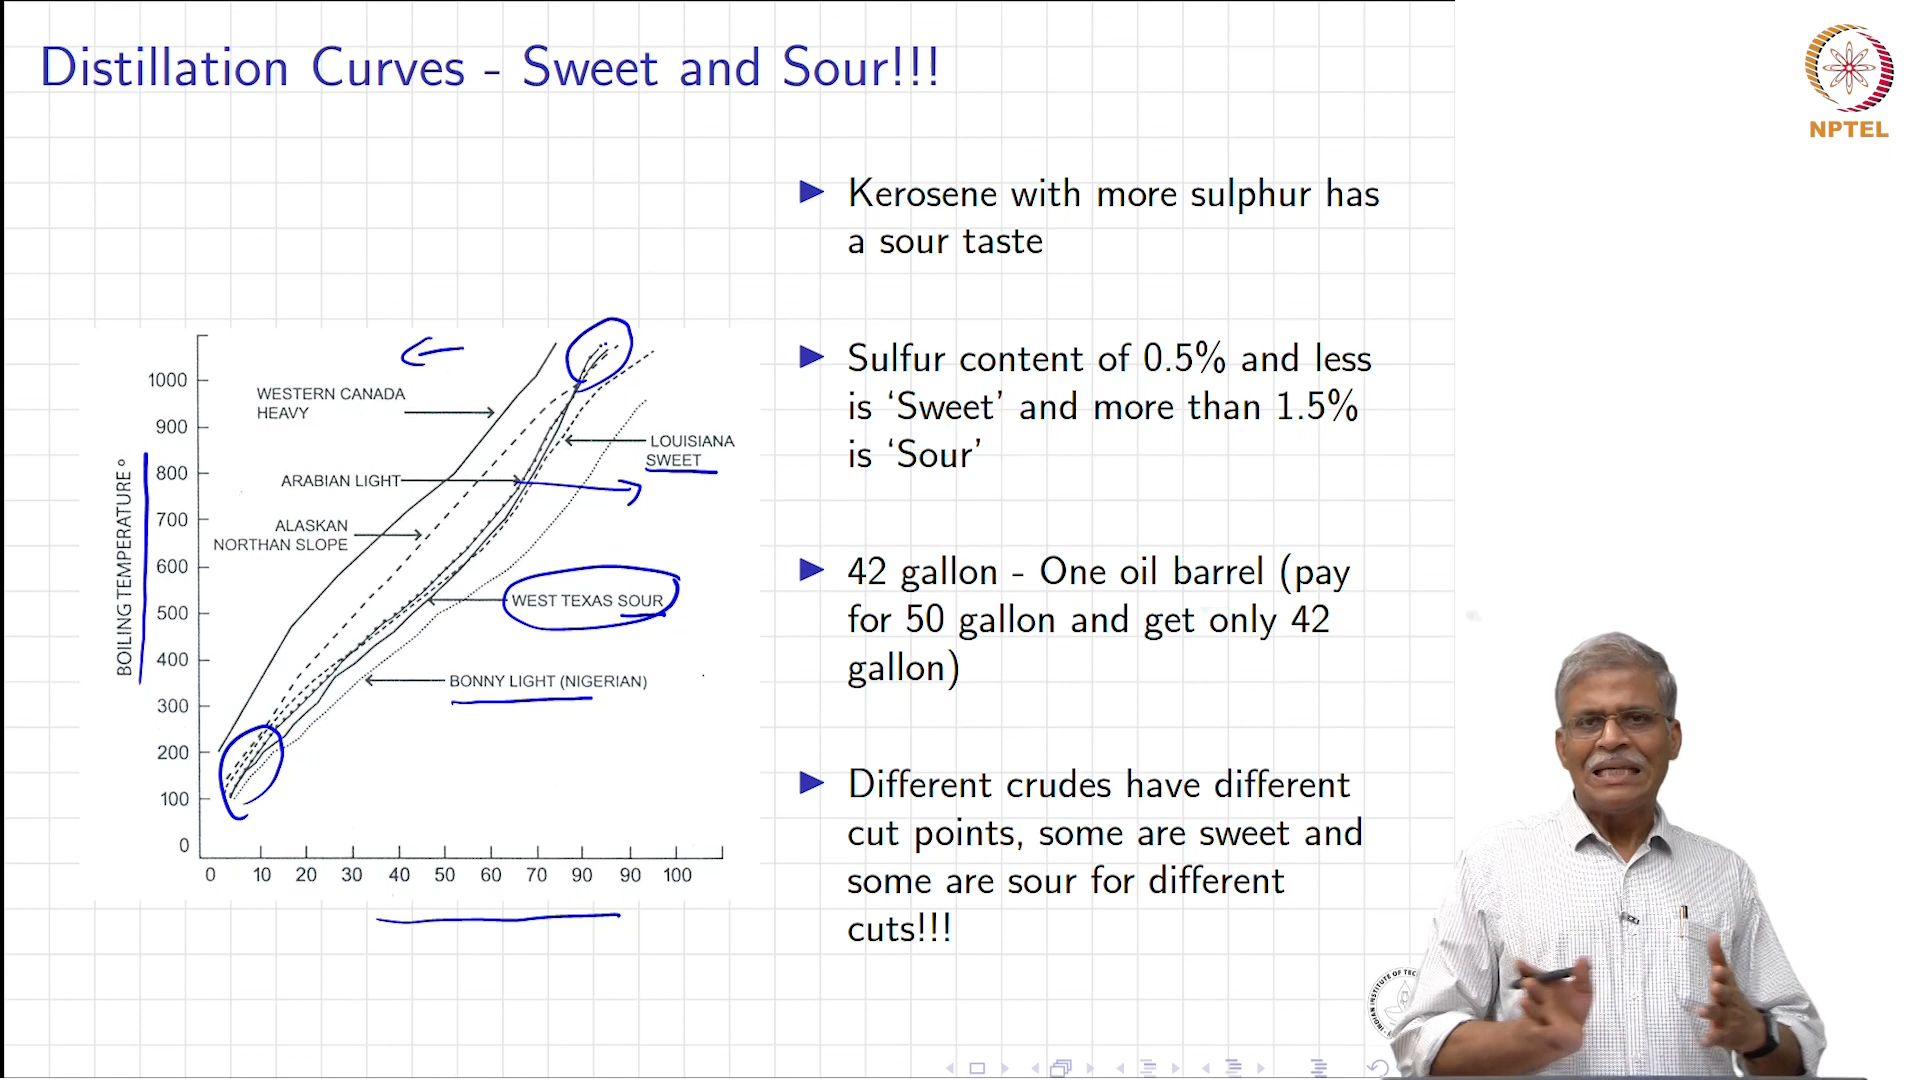 Distillation Curves - Sweet and Sour!!!
NPTEL
Kerosene with more sulphur has
a sour taste
Sulfur content of 0.5% and less
is ‘Sweet’ and more than 1.5%
is ‘Sour’
42 gallon - One oil barrel (pay
for 50 gallon and get only 42
gallon)
Different crudes have different
cut points, some are sweet and
some are sour for different
cuts!!!
BOILING TEMPERATURE °
1000
900
800
700
600
500
400
300
200
100
0
WESTERN CANADA
HEAVY
LOUISIANA
SWEET
ARABIAN LIGHT
ALASKAN
NORTHAN SLOPE
WEST TEXAS SOUR
BONNY LIGHT (NIGERIAN)
0 10 20 30 40 50 60 70 90 90 100